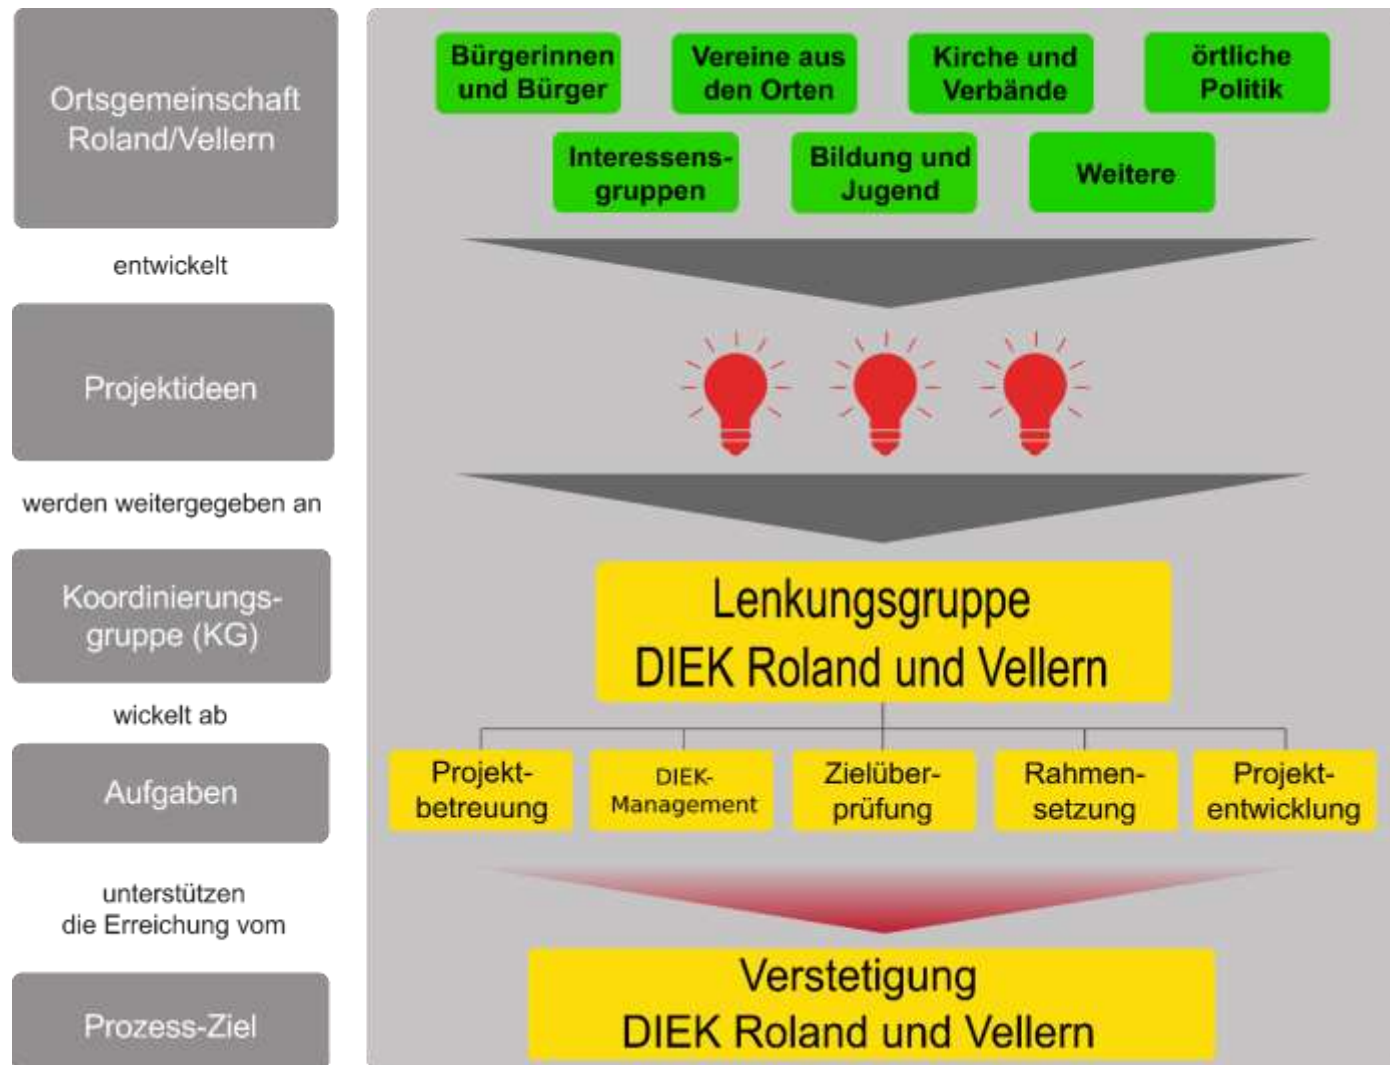 Ortsgemeinschaft
Roland/Vellern
entwickelt
Projektideen
werden weitergegeben an
Koordinierungs-
gruppe (KG)
wickelt ab
Aufgaben
unterstützen
die Erreichung vom
Prozess-Ziel
Bürgerinnen
und Bürger
Vereine aus
den Orten
Kirche und
Verbände
örtliche
Politik
Interessens-
gruppen
Bildung und
Jugend
Weitere
Lenkungsgruppe
DIEK Roland und Vellern
Projekt-
betreuung
DIEK-
Management
Zielüber-
prüfung
Rahmen-
setzung
Projekt-
entwicklung
Verstetigung
DIEK Roland und Vellern